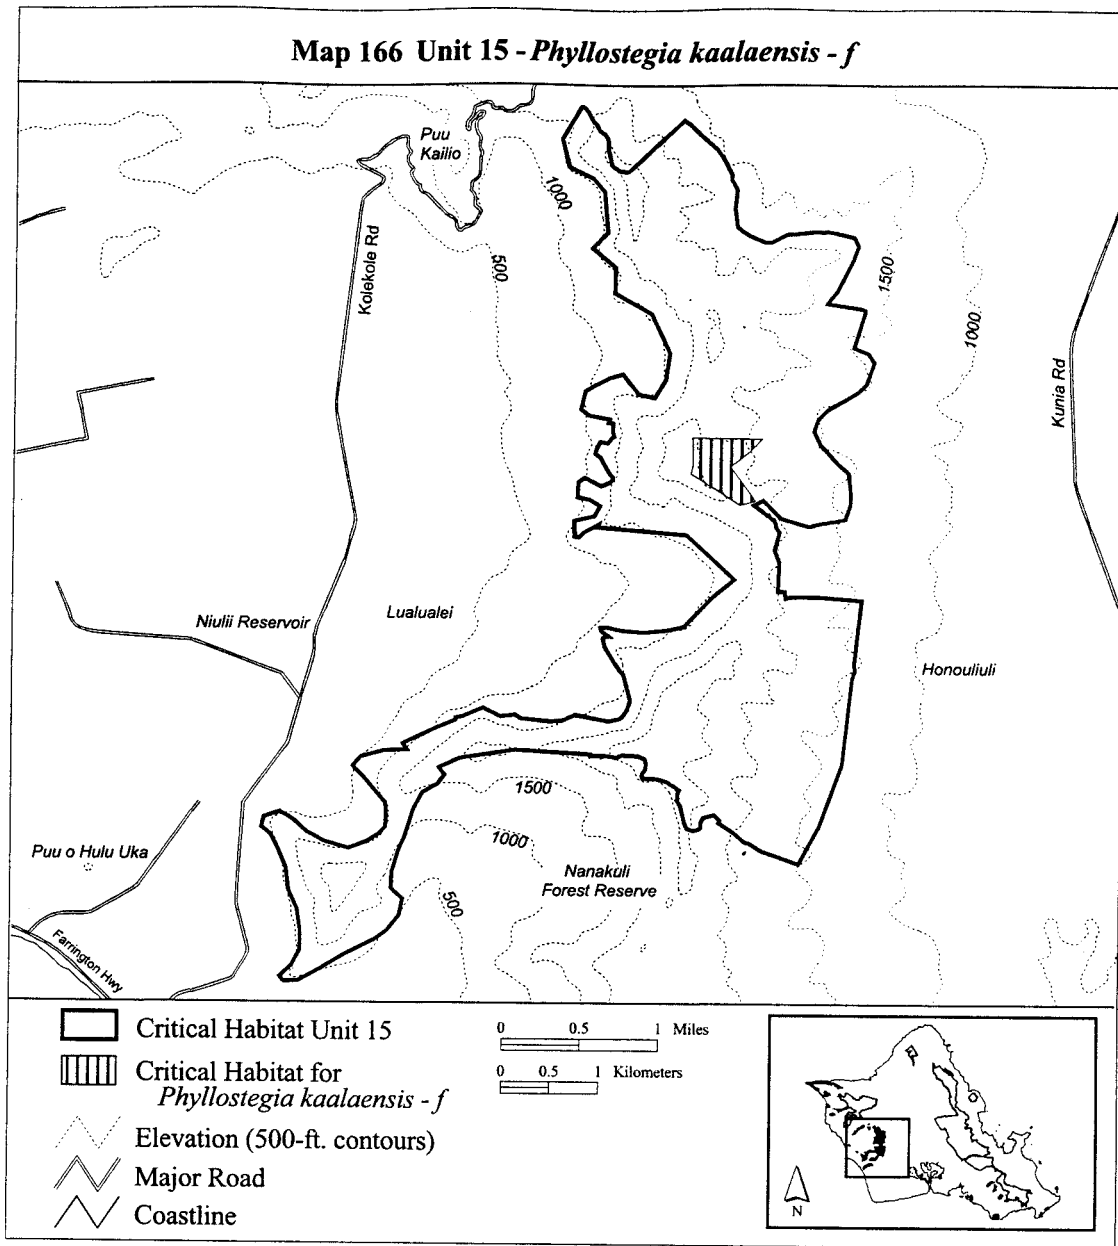 Map 166 Unit 15 - Phyllostegia kaalaensis - f
Puu
Kailio
1000
Kolekole Rd
500
1500
1000
Kunia Rd
Niulii Reservoir
Lualualei
Honouliuli
1500
Puu o Hulu Uka
1000
Nanakuli
Forest Reserve
500
Farrington Hwy
Critical Habitat Unit 15
Critical Habitat for
Phyllostegia kaalaensis - f
Elevation (500-ft. contours)
Major Road
Coastline
0 0.5 1 Miles
0 0.5 1 Kilometers
N